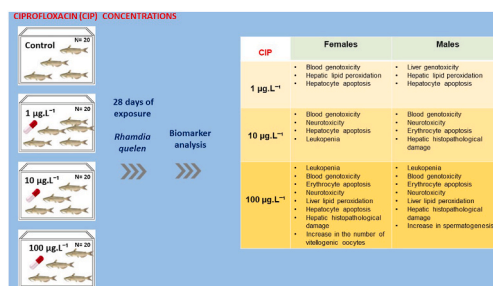 CIPROFLOXACIN (CIP) CONCENTRATIONS
Control
N= 20
1 µg.L⁻¹
N= 20
10 µg.L⁻¹
N= 20
100 µg.L⁻¹
N= 20
28 days of
exposure
Rhamdia
quelen
Biomarker
analysis
CIP
Females
Males
1 µg.L⁻¹
• Blood genotoxicity
• Hepatic lipid peroxidation
• Hepatocyte apoptosis
• Liver genotoxicity
• Hepatic lipid peroxidation
• Hepatocyte apoptosis
10 µg.L⁻¹
• Blood genotoxicity
• Neurotoxicity
• Hepatocyte apoptosis
• Leukopenia
• Blood genotoxicity
• Neurotoxicity
• Erythrocyte apoptosis
• Hepatic histopathological
damage
100 µg.L⁻¹
• Leukopenia
• Blood genotoxicity
• Erythrocyte apoptosis
• Neurotoxicity
• Liver lipid peroxidation
• Hepatocyte apoptosis
• Hepatic histopathological
damage
• Increase in the number of
vitellogenic oocytes
• Leukopenia
• Blood genotoxicity
• Erythrocyte apoptosis
• Neurotoxicity
• Liver lipid peroxidation
• Hepatic histopathological
damage
• Increase in spermatogenesis